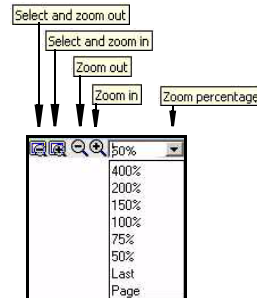 Select and zoom out
Select and zoom in
Zoom out
Zoom in
Zoom percentage
50%
400%
200%
150%
100%
75%
50%
Last
Page